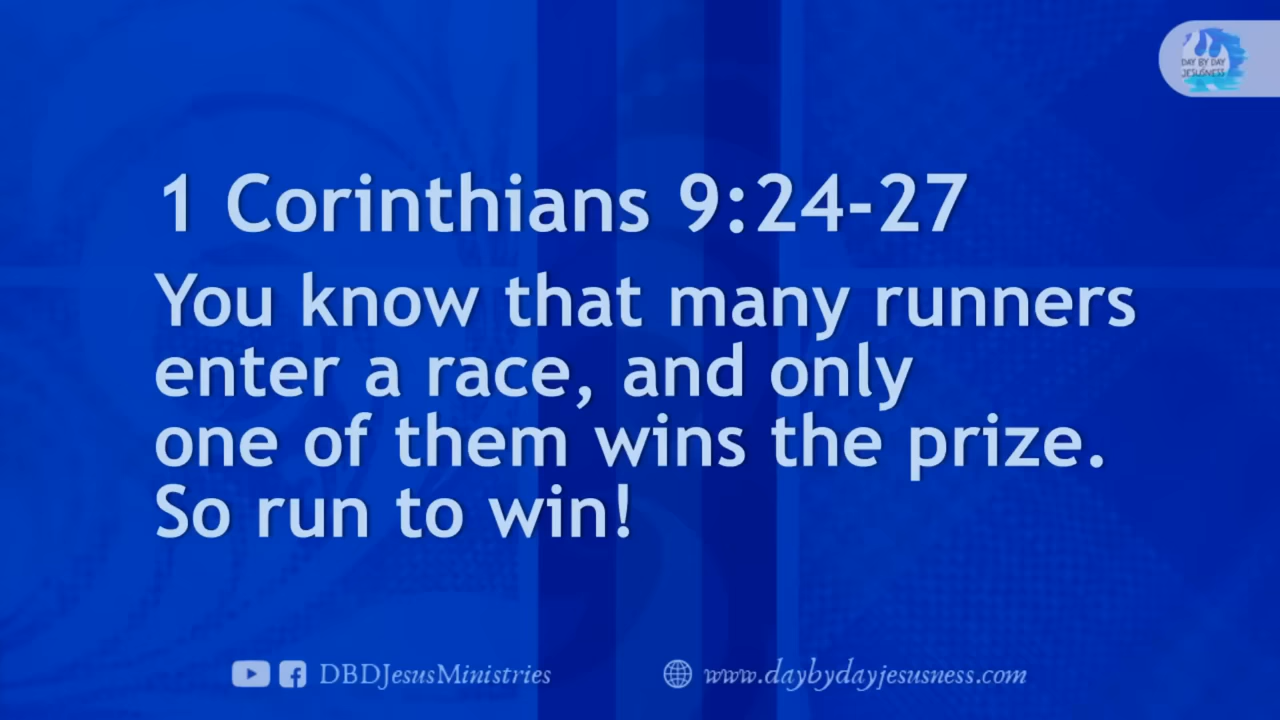 DAY BY DAY
JESUSNESS
1 Corinthians 9:24-27
You know that many runners
enter a race, and only
one of them wins the prize.
So run to win!
DBDJesusMinistries
www.daybydayjesusness.com